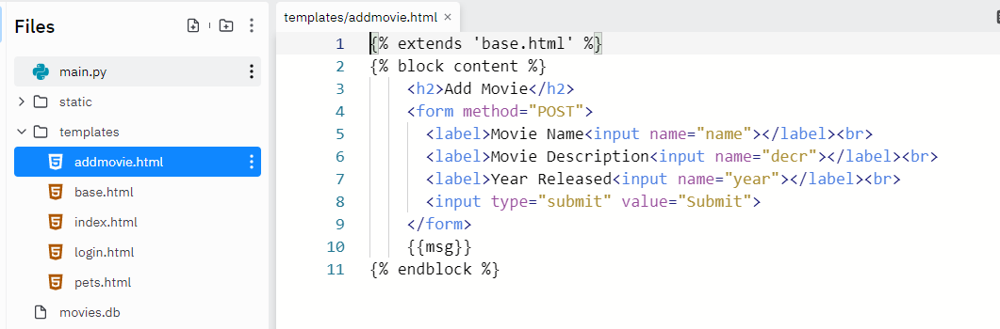 Files
main.py
static
templates
addmovie.html
base.html
index.html
login.html
pets.html
movies.db
templates/addmovie.html ×
1 {% extends 'base.html' %}
2 {% block content %}
3 <h2>Add Movie</h2>
4 <form method="POST">
5 <label>Movie Name<input name="name"></label><br>
6 <label>Movie Description<input name="decr"></label><br>
7 <label>Year Released<input name="year"></label><br>
8 <input type="submit" value="Submit">
9 </form>
10 {{msg}}
11 {% endblock %}